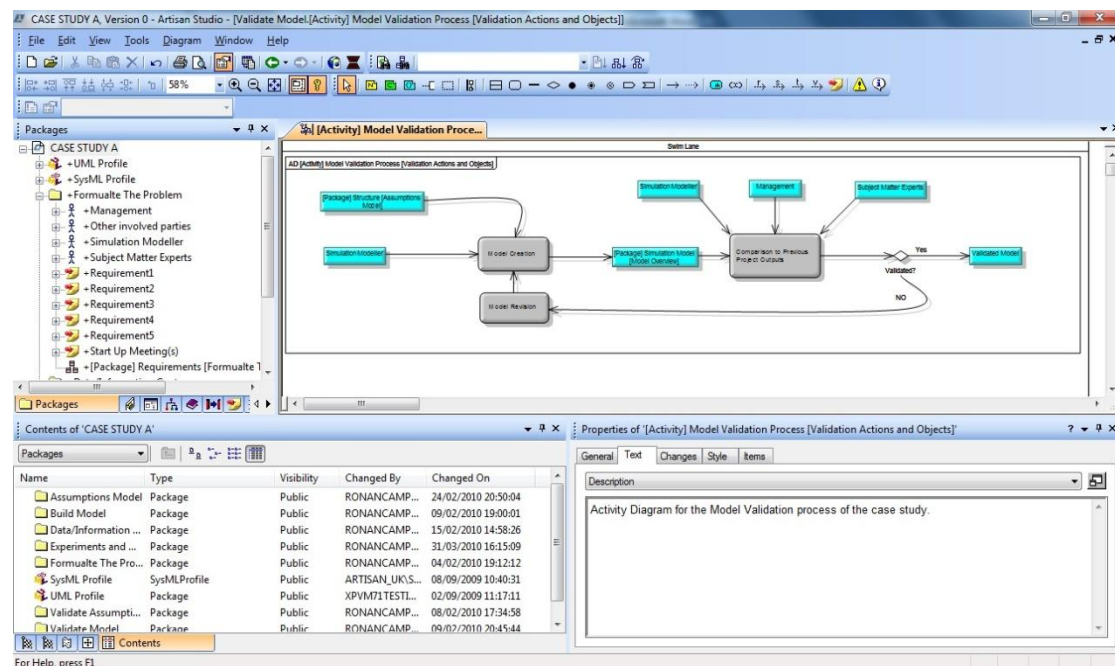 CASE STUDY A, Version 0 - Artisan Studio - [Validate Model.[Activity] Model Validation Process [Validation Actions and Objects]]
File Edit View Tools Diagram Window Help
58%
Packages
[Activity] Model Validation Proce...
CASE STUDY A
+UML Profile
+SysML Profile
+Formualte The Problem
+Management
+Other involved parties
+Simulation Modeller
+Subject Matter Experts
+Requirement1
+Requirement2
+Requirement3
+Requirement4
+Requirement5
+Start Up Meeting(s)
+[Package] Requirements [Formualte T
Packages
Swim Lane
AD [Activity] Model Validation Process [Validation Actions and Objects]
[Package] Structure [Assumptions
Model]
Simulation Modeller
Management
Subject Matter Experts
Simulation Modeller
Model Creation
[Package] Simulation Model
[Model Overview]
Comparison to Previous
Project Outputs
Yes
Validated Model
Validated?
NO
Model Revision
Contents of 'CASE STUDY A'
Packages
Name Type Visibility Changed By Changed On
Assumptions Model Package Public RONANCAMP... 24/02/2010 20:50:04
Build Model Package Public RONANCAMP... 09/02/2010 19:00:01
Data/Information ... Package Public RONANCAMP... 15/02/2010 14:58:26
Experiments and ... Package Public RONANCAMP... 31/03/2010 16:15:09
Formualte The Pro... Package Public RONANCAMP... 04/02/2010 19:12:12
SysML Profile SysMLProfile Public ARTISAN_UK\S... 08/09/2009 10:40:31
UML Profile Package Public XPVM71TESTI... 02/09/2009 11:17:11
Validate Assumpti... Package Public RONANCAMP... 08/02/2010 17:34:58
Validate Model Package Public RONANCAMP... 09/02/2010 20:45:44
Contents
Properties of '[Activity] Model Validation Process [Validation Actions and Objects]'
General Text Changes Style Items
Description
Activity Diagram for the Model Validation process of the case study.
For Help, press F1